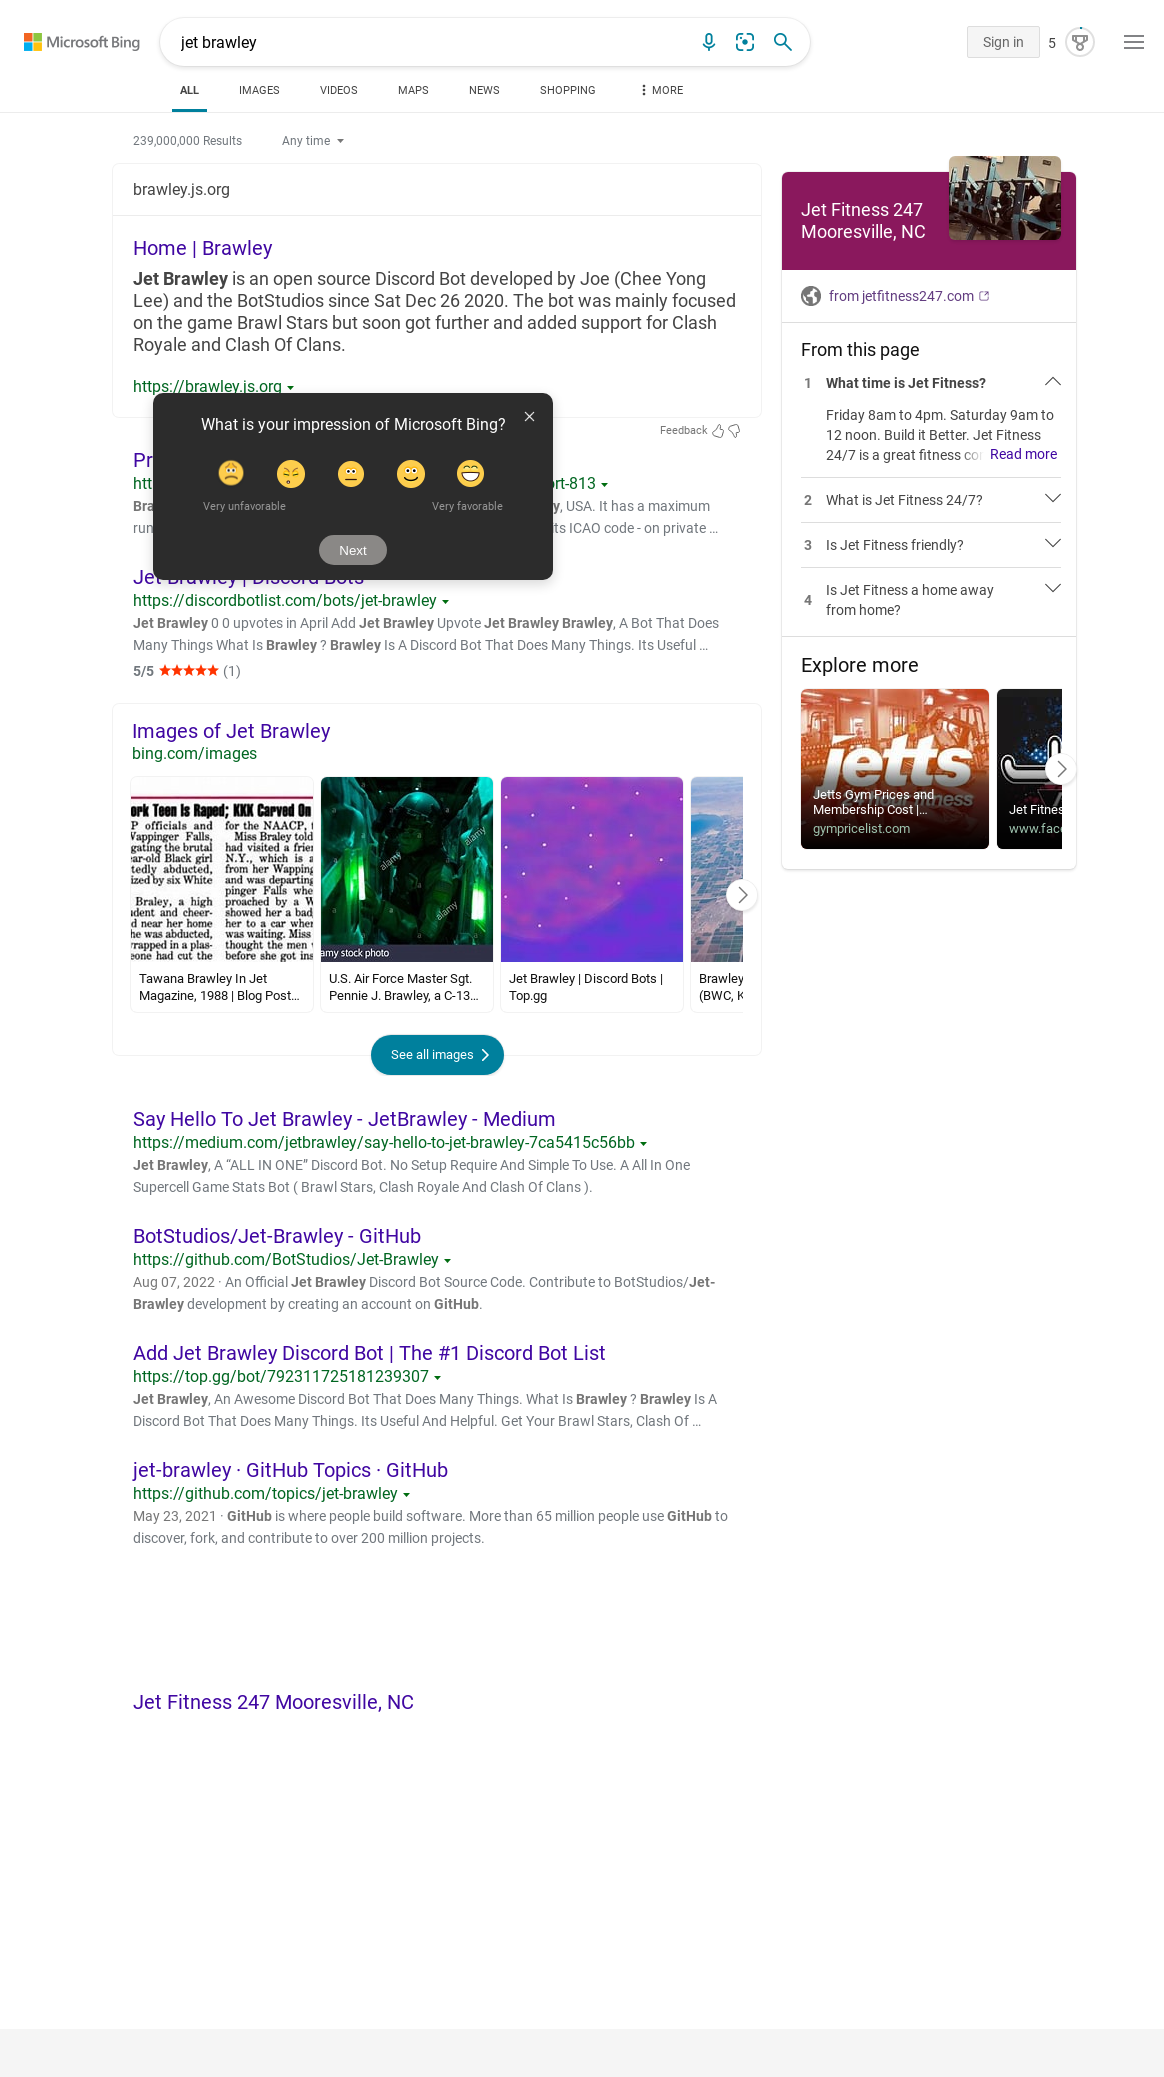 Microsoft Bing
jet brawley
Sign in
5
ALL
IMAGES
VIDEOS
MAPS
NEWS
SHOPPING
MORE
239,000,000 Results
Any time
brawley.js.org
Home | Brawley
Jet Brawley is an open source Discord Bot developed by Joe (Chee Yong
Lee) and the BotStudios since Sat Dec 26 2020. The bot was mainly focused
on the game Brawl Stars but soon got further and added support for Clash
Royale and Clash Of Clans.
https://brawley.js.org
Feedback
What is your impression of Microsoft Bing?
Very unfavorable
Very favorable
Next
Pr
htt
ort-813
Bra
y, USA. It has a maximum
run
ts ICAO code - on private …
Jet Brawley | Discord Bots
https://discordbotlist.com/bots/jet-brawley
Jet Brawley 0 0 upvotes in April Add Jet Brawley Upvote Jet Brawley Brawley, A Bot That Does
Many Things What Is Brawley ? Brawley Is A Discord Bot That Does Many Things. Its Useful …
5/5
(1)
Images of Jet Brawley
bing.com/images
ork Teen Is Raped; KKK Carved On
P officials and
Wappinger Falls,
gating the brutal
ear-old Black girl
tedly abducted,
ized by six White
Braley, a high
dent and cheer-
d near her home
he was abducted,
wrapped in a plas-
eone had cut the
for the NAACP, t
Miss Braley told
had visited a frie
N.Y., which is a
from her Wapping
and was departin
pinger Falls whe
proached by a W
showed her a bad
her to a car wher
was waiting. Miss
thought the men w
before she got ins
alamy
alamy
alamy
amy stock photo
Tawana Brawley In Jet
Magazine, 1988 | Blog Post…
U.S. Air Force Master Sgt.
Pennie J. Brawley, a C-13…
Jet Brawley | Discord Bots |
Top.gg
Brawley
(BWC, K
See all images
Say Hello To Jet Brawley - JetBrawley - Medium
https://medium.com/jetbrawley/say-hello-to-jet-brawley-7ca5415c56bb
Jet Brawley, A “ALL IN ONE” Discord Bot. No Setup Require And Simple To Use. A All In One
Supercell Game Stats Bot ( Brawl Stars, Clash Royale And Clash Of Clans ).
BotStudios/Jet-Brawley - GitHub
https://github.com/BotStudios/Jet-Brawley
Aug 07, 2022 · An Official Jet Brawley Discord Bot Source Code. Contribute to BotStudios/Jet-
Brawley development by creating an account on GitHub.
Add Jet Brawley Discord Bot | The #1 Discord Bot List
https://top.gg/bot/792311725181239307
Jet Brawley, An Awesome Discord Bot That Does Many Things. What Is Brawley ? Brawley Is A
Discord Bot That Does Many Things. Its Useful And Helpful. Get Your Brawl Stars, Clash Of …
jet-brawley · GitHub Topics · GitHub
https://github.com/topics/jet-brawley
May 23, 2021 · GitHub is where people build software. More than 65 million people use GitHub to
discover, fork, and contribute to over 200 million projects.
Jet Fitness 247 Mooresville, NC
Jet Fitness 247
Mooresville, NC
from jetfitness247.com
From this page
1 What time is Jet Fitness?
Friday 8am to 4pm. Saturday 9am to
12 noon. Build it Better. Jet Fitness
24/7 is a great fitness co
Read more
2 What is Jet Fitness 24/7?
3 Is Jet Fitness friendly?
4 Is Jet Fitness a home away
from home?
Explore more
jetts
fitness
Jetts Gym Prices and
Membership Cost |…
gympricelist.com
Jet Fitnes
www.face